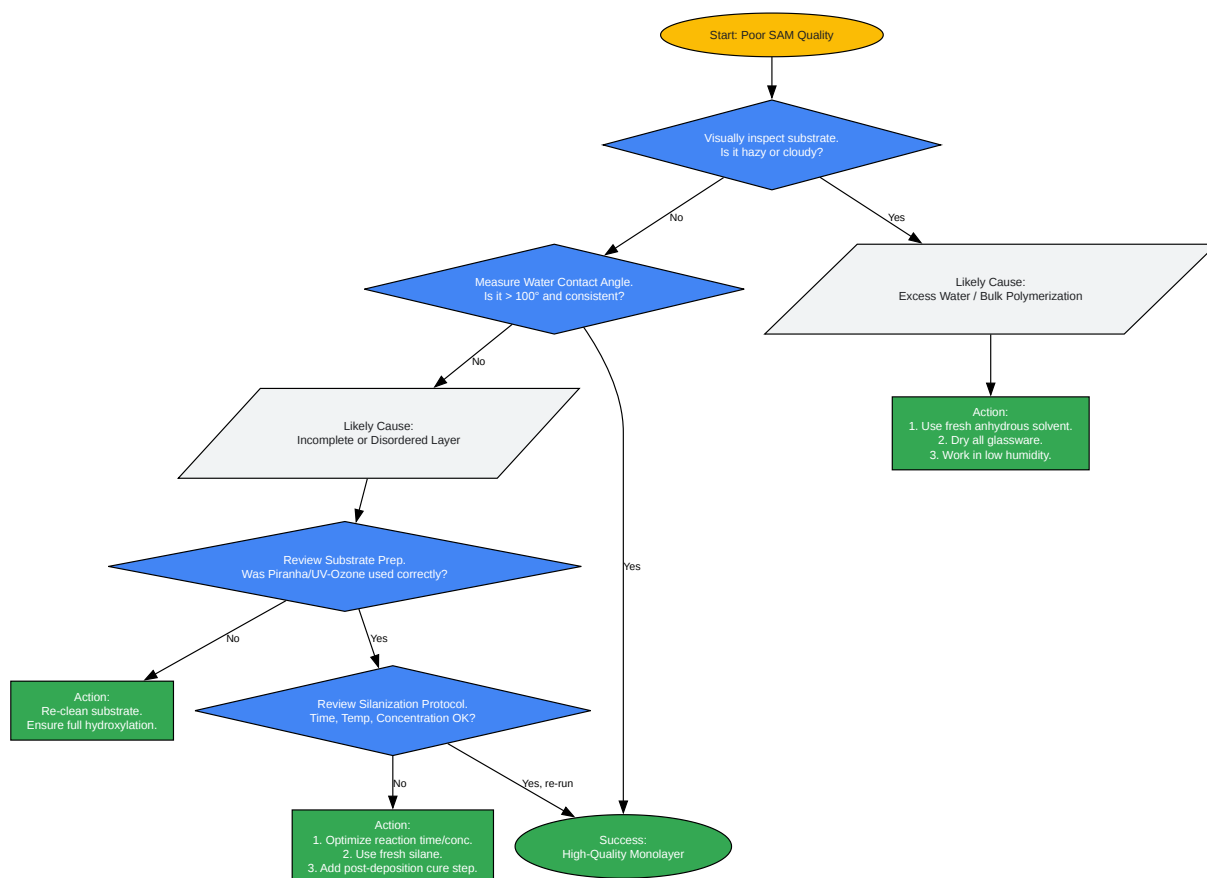 Start: Poor SAM Quality
Visually inspect substrate.
Is it hazy or cloudy?
No
Yes
Measure Water Contact Angle.
Is it > 100° and consistent?
Likely Cause:
Excess Water / Bulk Polymerization
No
Yes
Likely Cause:
Incomplete or Disordered Layer
Action:
1. Use fresh anhydrous solvent.
2. Dry all glassware.
3. Work in low humidity.
Review Substrate Prep.
Was Piranha/UV-Ozone used correctly?
No
Yes
Action:
Re-clean substrate.
Ensure full hydroxylation.
Review Silanization Protocol.
Time, Temp, Concentration OK?
No
Yes, re-run
Action:
1. Optimize reaction time/conc.
2. Use fresh silane.
3. Add post-deposition cure step.
Success:
High-Quality Monolayer